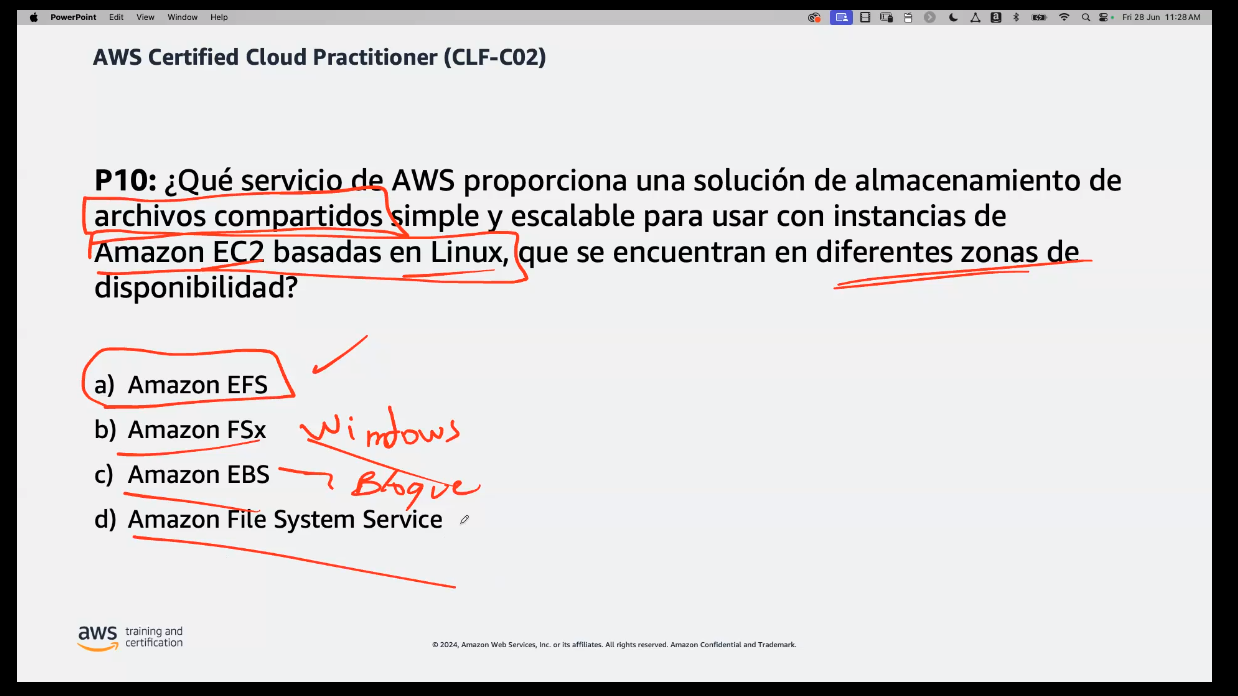 PowerPoint Edit View Window Help Fri 28 Jun 11:28 AM
AWS Certified Cloud Practitioner (CLF-C02)
P10: ¿Qué servicio de AWS proporciona una solución de almacenamiento de
archivos compartidos simple y escalable para usar con instancias de
Amazon EC2 basadas en Linux, que se encuentran en diferentes zonas de
disponibilidad?
a) Amazon EFS
b) Amazon FSx Windows
c) Amazon EBS Bloque
d) Amazon File System Service
aws training and
certification
© 2024, Amazon Web Services, Inc. or its affiliates. All rights reserved. Amazon Confidential and Trademark.